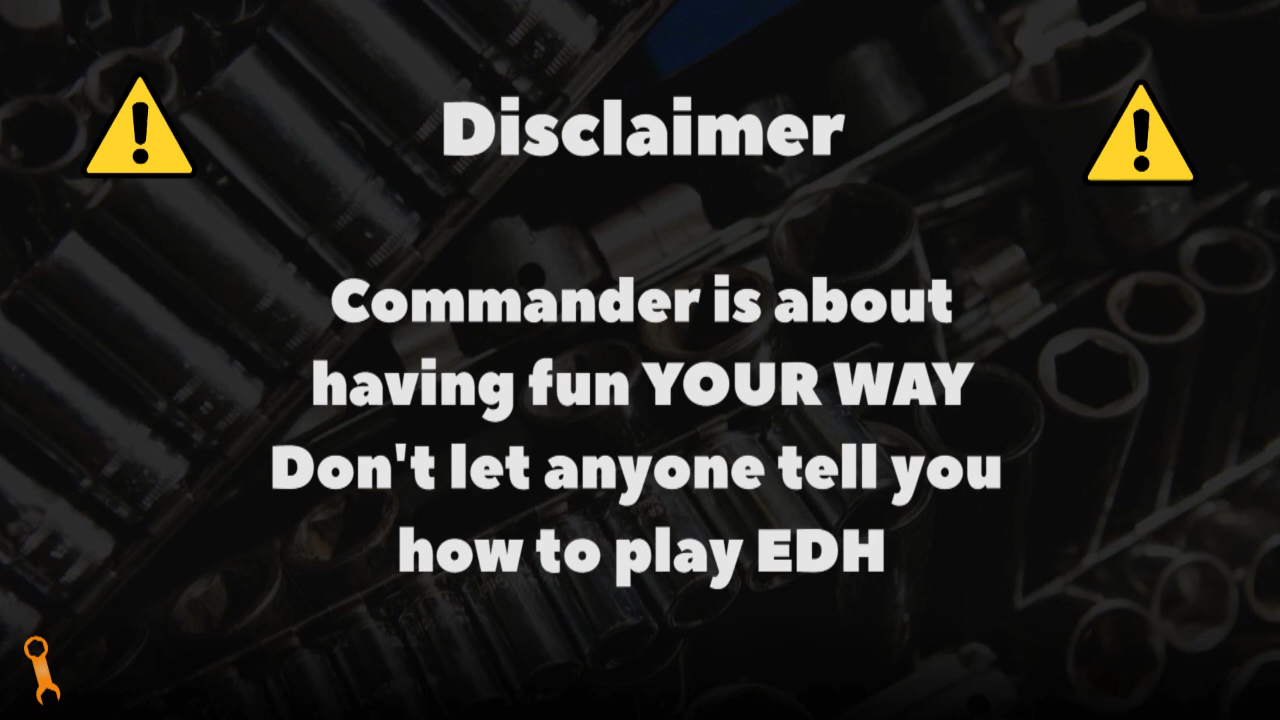 Disclaimer
Commander is about
having fun YOUR WAY
Don't let anyone tell you
how to play EDH